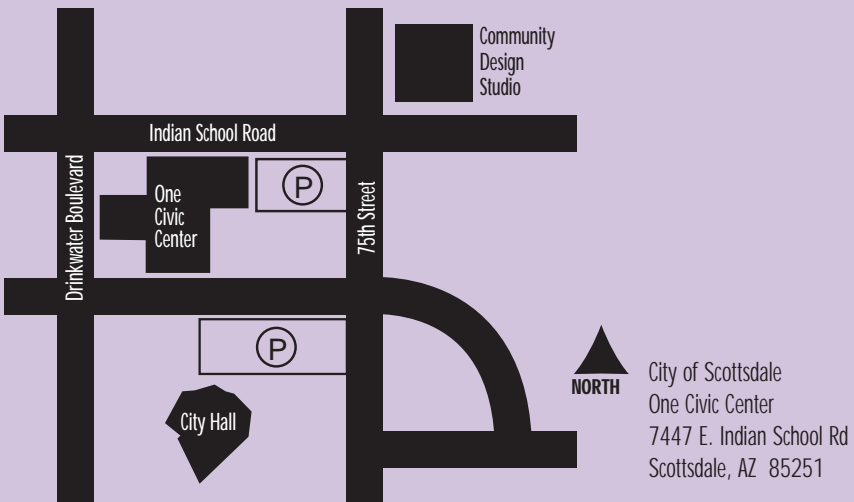 Community
Design
Studio
Indian School Road
P
One
Civic
Center
Drinkwater Boulevard
75th Street
P
City Hall
NORTH
City of Scottsdale
One Civic Center
7447 E. Indian School Rd
Scottsdale, AZ 85251